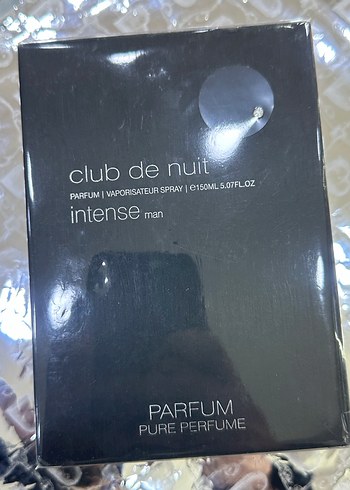 club de nuit
PARFUM | VAPORISATEUR SPRAY | ℮150ML 5.07FL.OZ
intense man
PARFUM
PURE PERFUME